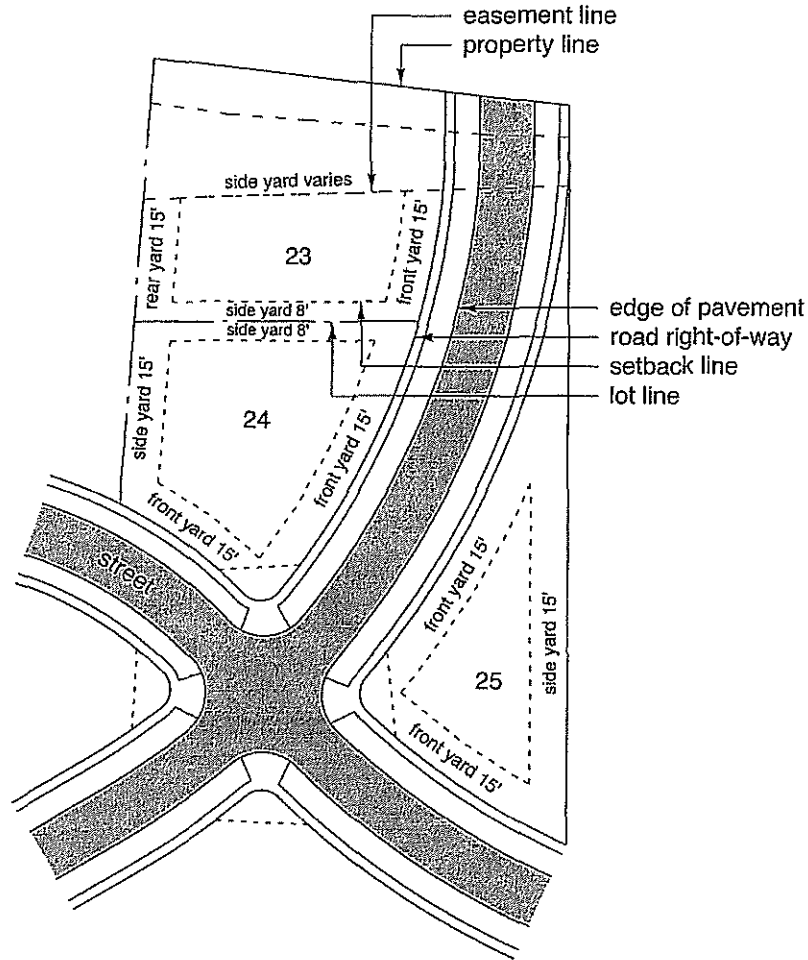 easement line
property line
side yard varies
rear yard 15'
23
front yard 15'
side yard 8'
side yard 8'
edge of pavement
road right-of-way
setback line
lot line
side yard 15'
24
front yard 15'
front yard 15'
street
front yard 15'
side yard 15'
25
front yard 15'